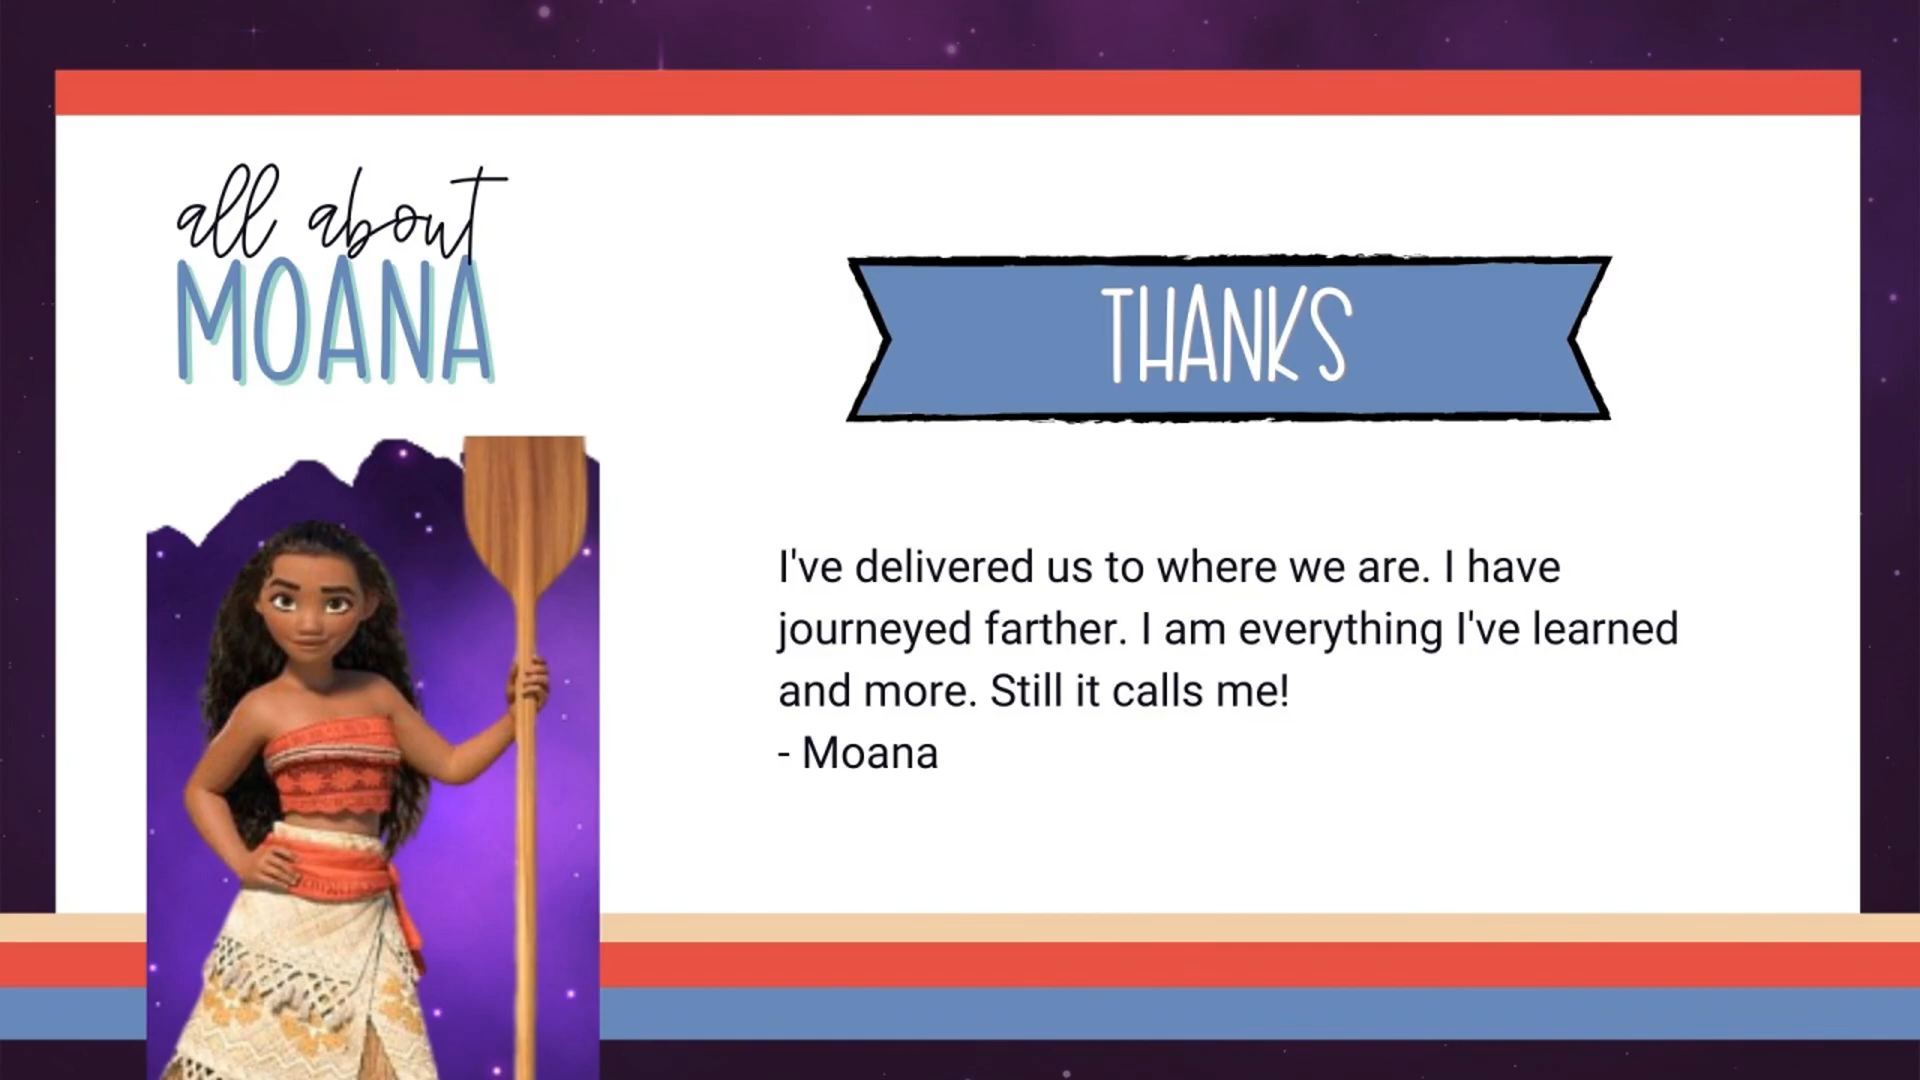 all about
MOANA
THANKS
I've delivered us to where we are. I have
journeyed farther. I am everything I've learned
and more. Still it calls me!
- Moana